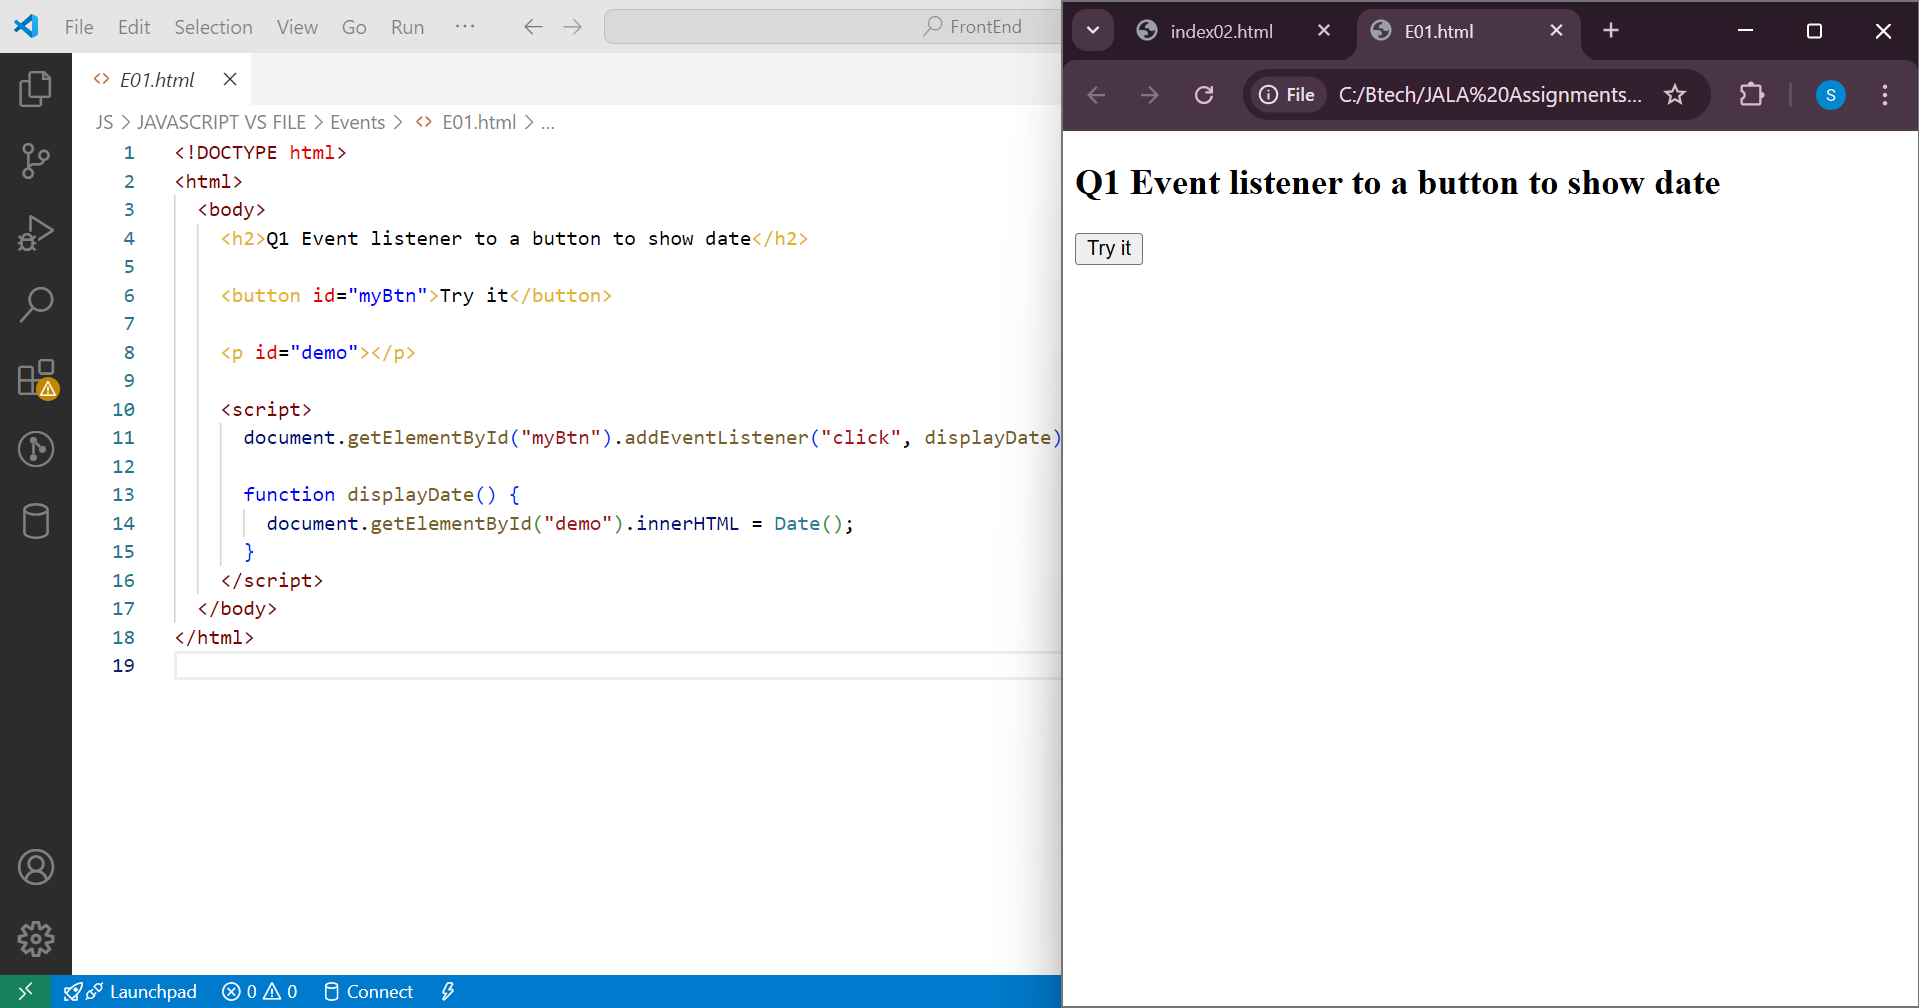 File Edit Selection View Go Run ··· FrontEnd
E01.html
JS > JAVASCRIPT VS FILE > Events > <> E01.html > ...
1 <!DOCTYPE html>
2 <html>
3 <body>
4 <h2>Q1 Event listener to a button to show date</h2>
5
6 <button id="myBtn">Try it</button>
7
8 <p id="demo"></p>
9
10 <script>
11 document.getElementById("myBtn").addEventListener("click", displayDate)
12
13 function displayDate() {
14 document.getElementById("demo").innerHTML = Date();
15 }
16 </script>
17 </body>
18 </html>
19
Launchpad 0 0 Connect
index02.html E01.html
File C:/Btech/JALA%20Assignments... S
Q1 Event listener to a button to show date
Try it